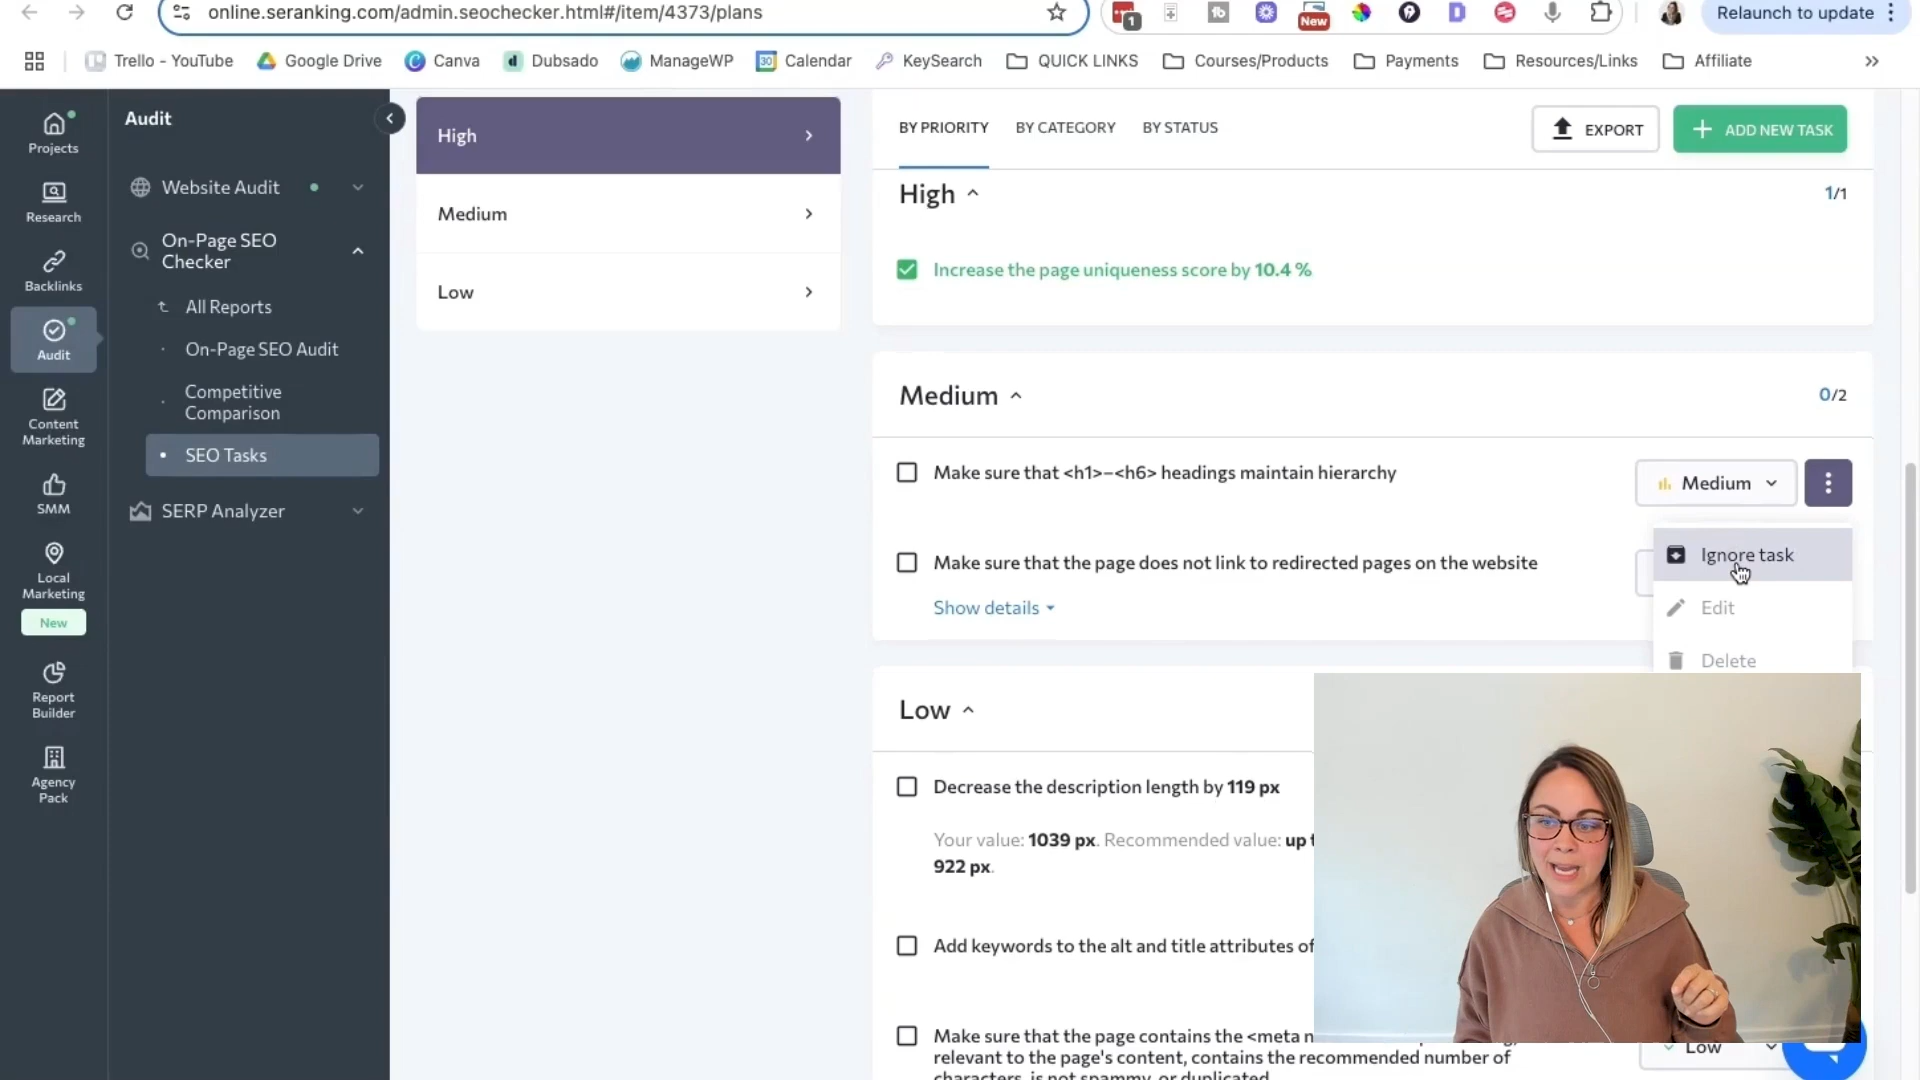 online.seranking.com/admin.seochecker.html#/item/4373/plans
1
New
Relaunch to update
Trello - YouTube
Google Drive
Canva
Dubsado
ManageWP
Calendar
KeySearch
QUICK LINKS
Courses/Products
Payments
Resources/Links
Affiliate
Projects
Research
Backlinks
Audit
Content
Marketing
SMM
Local
Marketing
New
Report
Builder
Agency
Pack
Audit
Website Audit
On-Page SEO
Checker
All Reports
On-Page SEO Audit
Competitive
Comparison
SEO Tasks
SERP Analyzer
High
Medium
Low
BY PRIORITY
BY CATEGORY
BY STATUS
EXPORT
ADD NEW TASK
High
1/1
Increase the page uniqueness score by 10.4 %
Medium
0/2
Make sure that <h1>–<h6> headings maintain hierarchy
Medium
Ignore task
Edit
Delete
Make sure that the page does not link to redirected pages on the website
Show details
Low
Decrease the description length by 119 px
Your value: 1039 px. Recommended value: up
922 px.
Add keywords to the alt and title attributes of
Make sure that the page contains the <meta
relevant to the page's content, contains the recommended number of
characters, is not spammy, or duplicated
Low